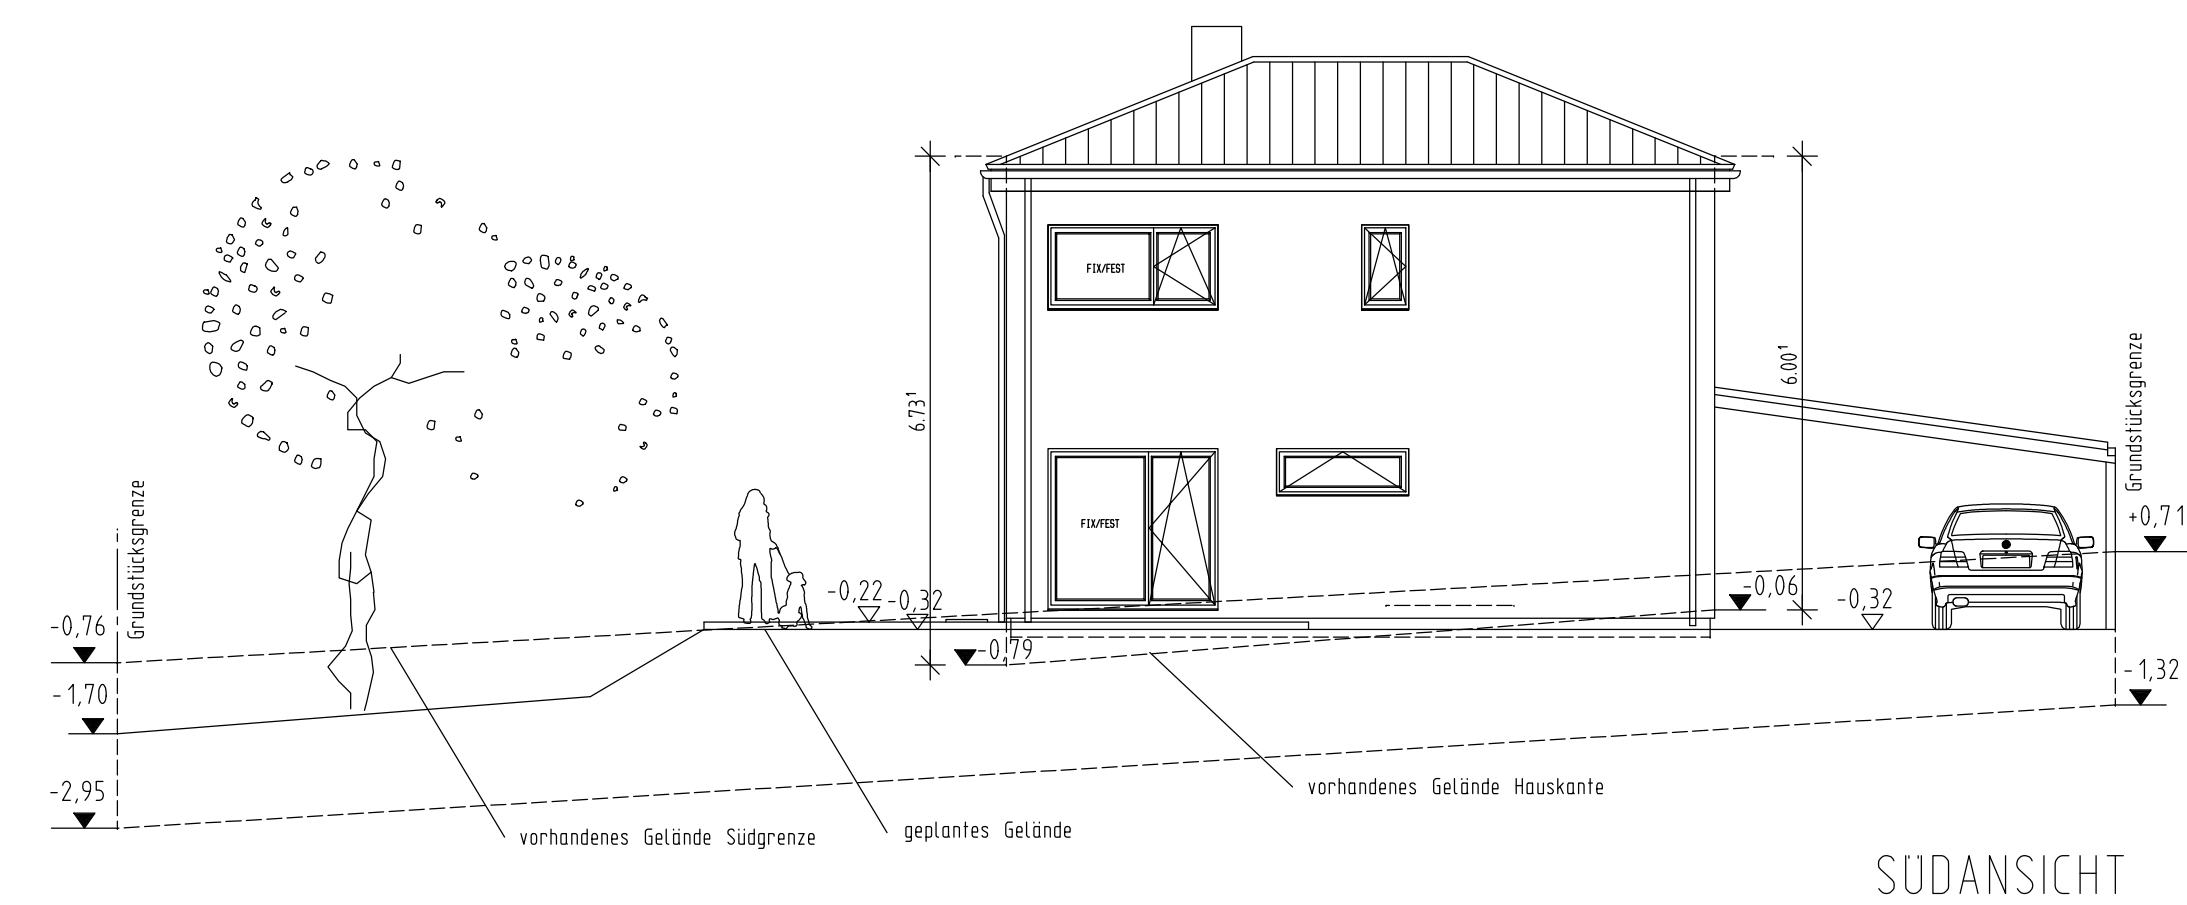 FIX/FEST
6.00¹
Grundstücksgrenze
6.73¹
Grundstücksgrenze
FIX/FEST
+0,71
-0,22
-0,32
-0,06
-0,32
-0,76
-0,79
-1,70
-1,32
-2,95
vorhandenes Gelände Hauskante
vorhandenes Gelände Südgrenze
geplantes Gelände
SÜDANSICHT